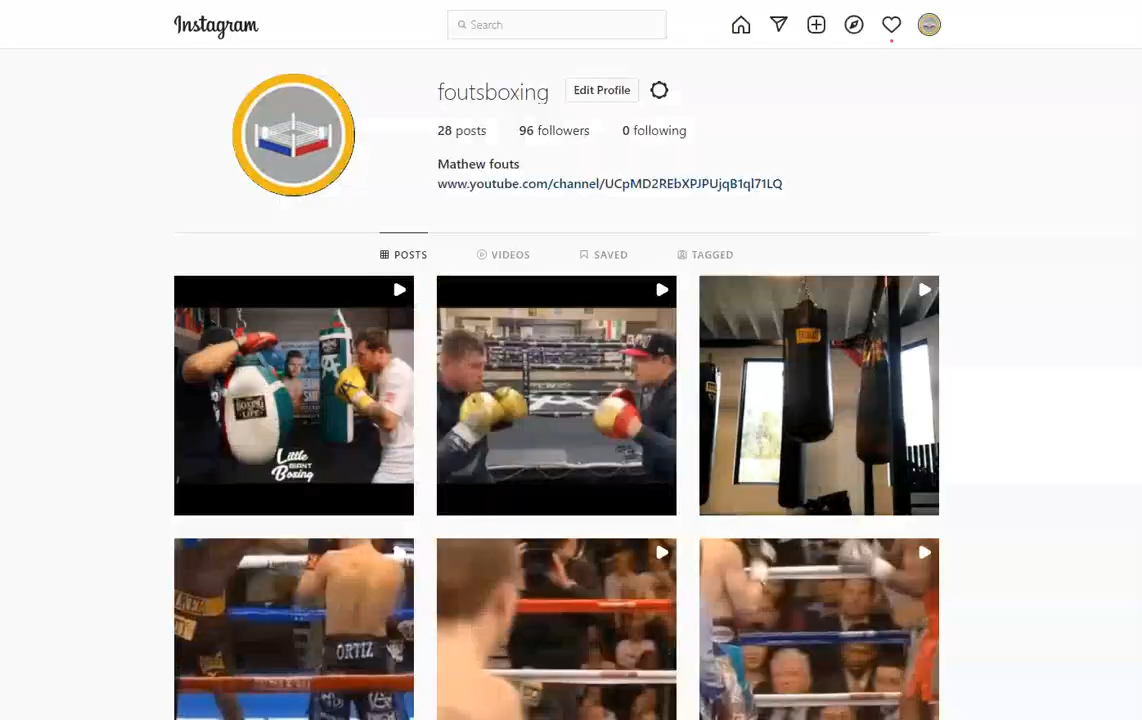 Instagram
Search
foutsboxing
Edit Profile
28 posts
96 followers
0 following
Mathew fouts
www.youtube.com/channel/UCpMD2REbXPJPUjqB1ql71LQ
POSTS
VIDEOS
SAVED
TAGGED
Little
GIANT
Boxing
ORTIZ